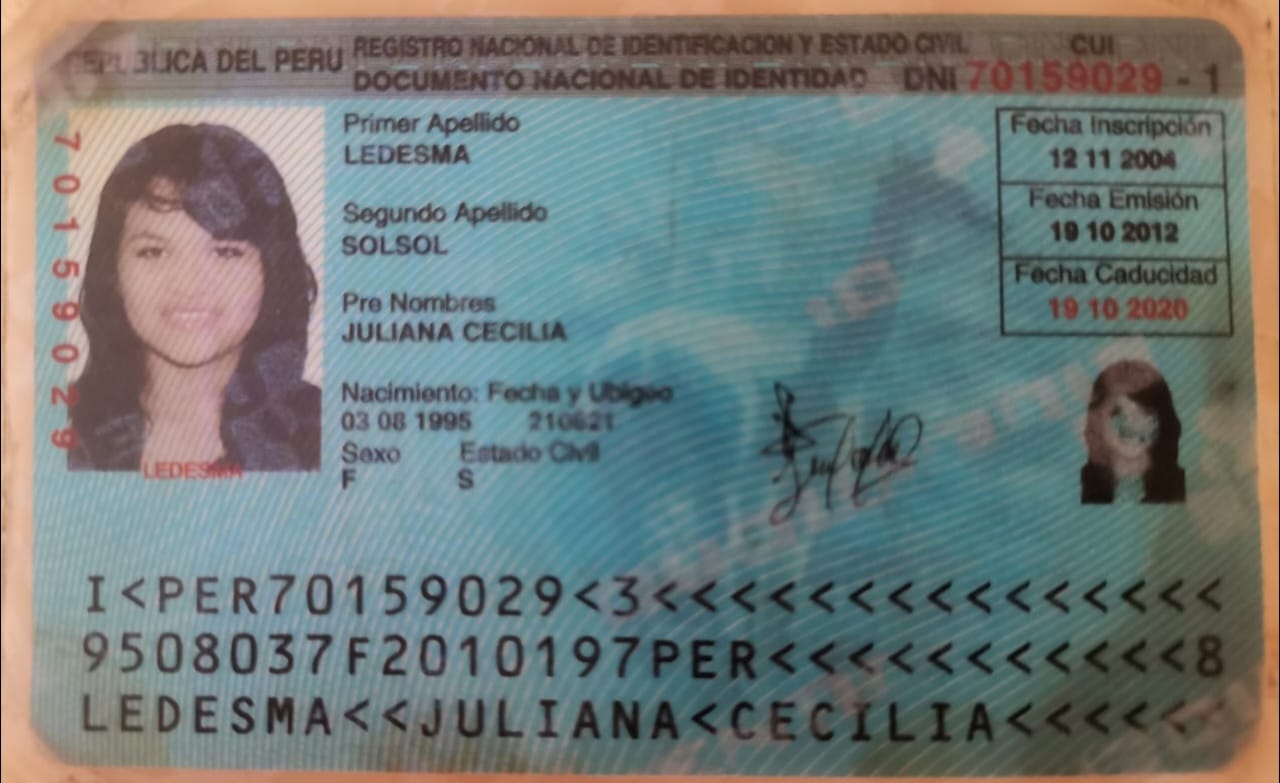 REPUBLICA DEL PERU
REGISTRO NACIONAL DE IDENTIFICACION Y ESTADO CIVIL
DOCUMENTO NACIONAL DE IDENTIDAD
CUI
DNI 70159029 - 1
70159029
Primer Apellido
LEDESMA
Segundo Apellido
SOLSOL
Pre Nombres
JULIANA CECILIA
Nacimiento: Fecha y Ubigeo
03 08 1995 210621
Sexo Estado Civil
F S
LEDESMA
Fecha Inscripción
12 11 2004
Fecha Emisión
19 10 2012
Fecha Caducidad
19 10 2020
I<PER70159029<3<<<<<<<<<<<<<<<<
9508037F2010197PER<<<<<<<<<<<<8
LEDESMA<<JULIANA<CECILIA<<<<<<